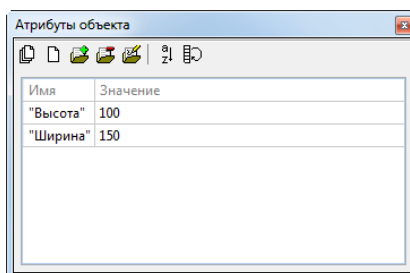 Атрибуты объекта
Имя Значение
"Высота" 100
"Ширина" 150